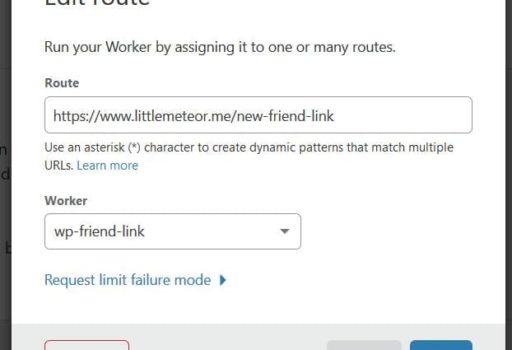 Edit route
Run your Worker by assigning it to one or many routes.
Route
https://www.littlemeteor.me/new-friend-link
Use an asterisk (*) character to create dynamic patterns that match multiple
URLs. Learn more
Worker
wp-friend-link
Request limit failure mode